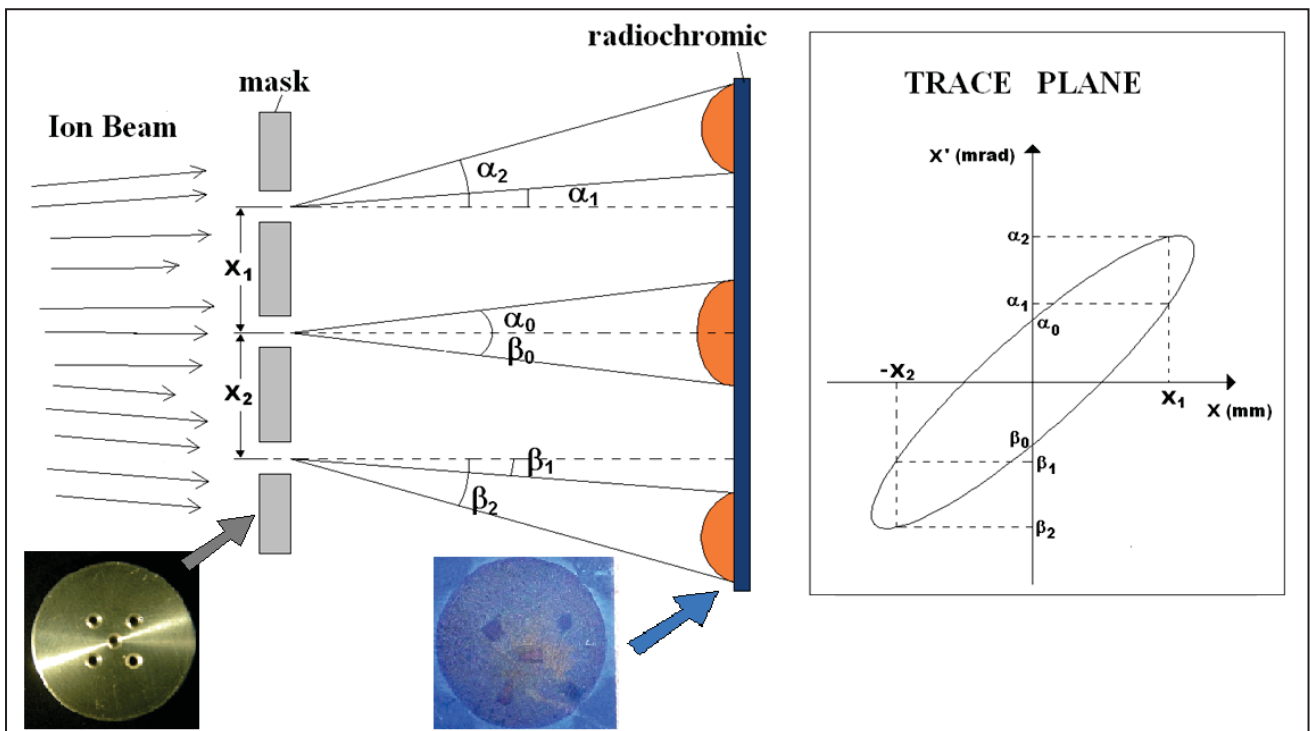 radiochromic
mask
Ion Beam
α₂
α₁
X₁
α₀
β₀
X₂
β₁
β₂
TRACE PLANE
X' (mrad)
α₂
α₁
α₀
-X₂
X₁
X (mm)
β₀
β₁
β₂